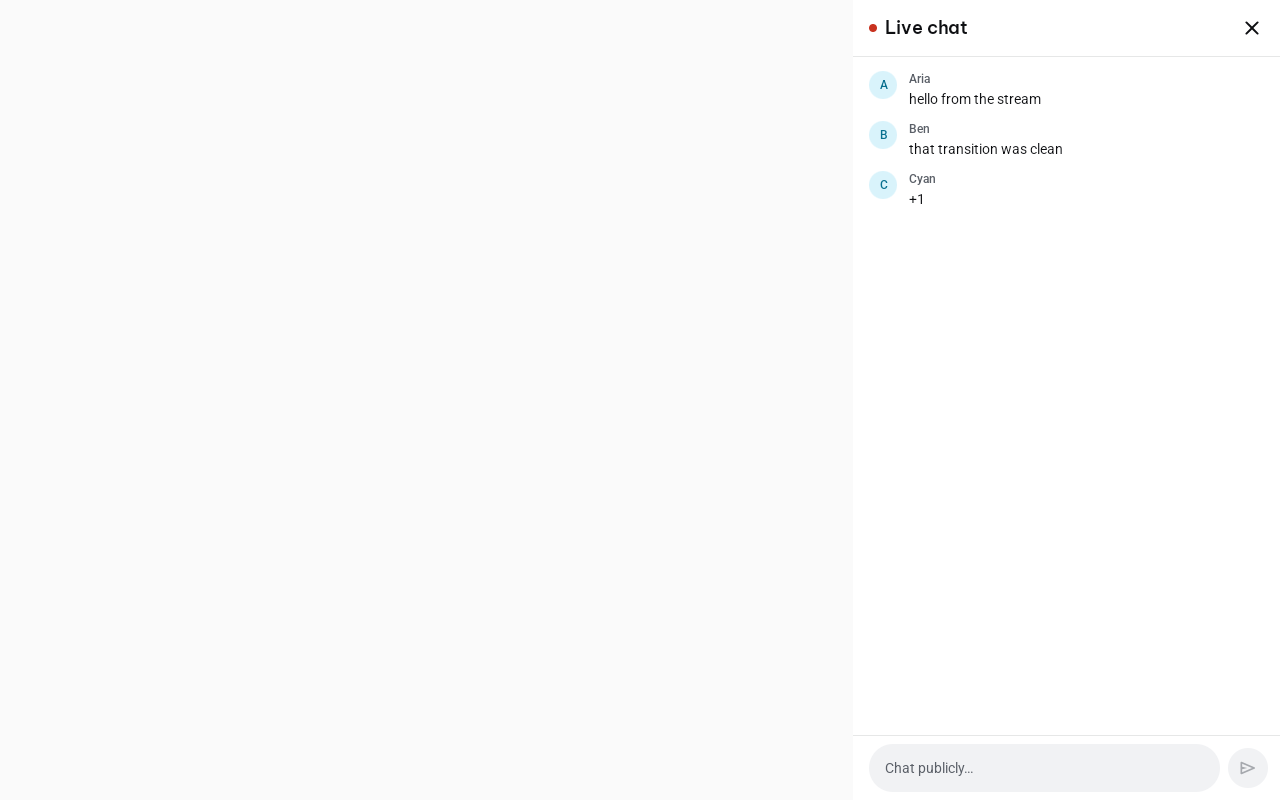 Live chat
A
Aria
hello from the stream
B
Ben
that transition was clean
C
Cyan
+1
Chat publicly…